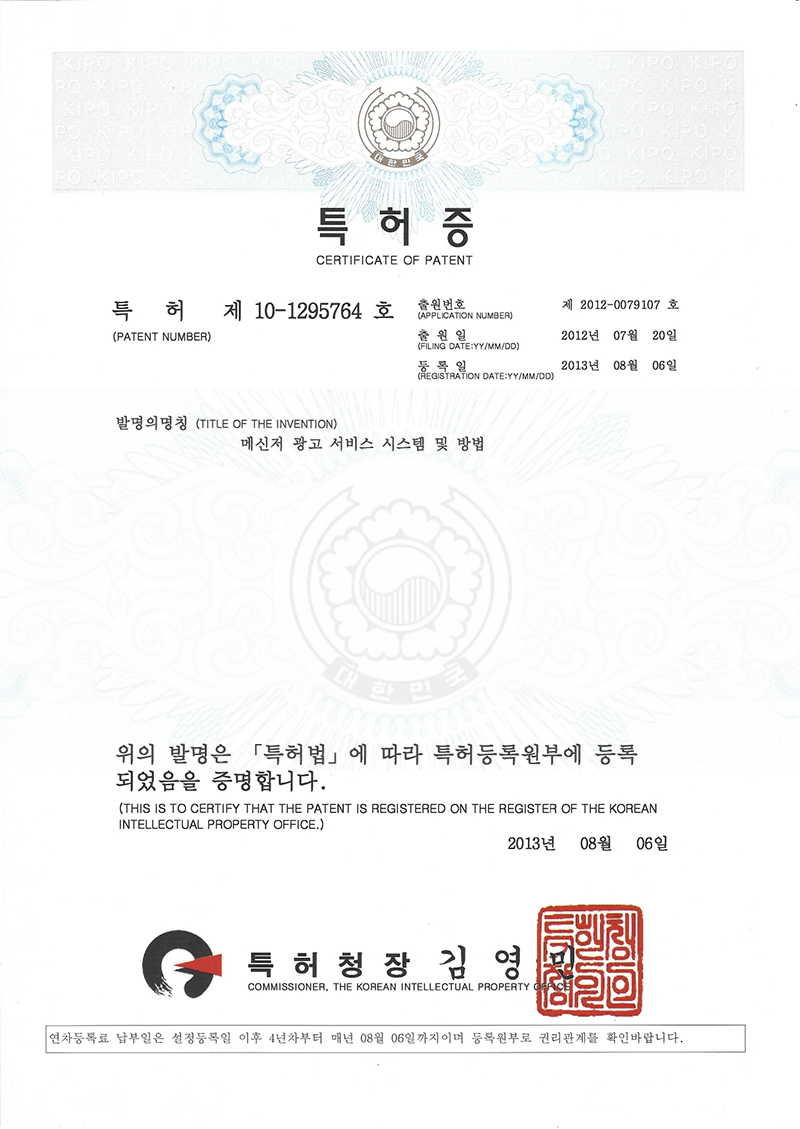 KIPO KIPO KIPO KIPO KIPO
대한민국
특허증
CERTIFICATE OF PATENT
특 허 제 10-1295764 호
(PATENT NUMBER)
출원번호 제 2012-0079107 호
(APPLICATION NUMBER)
출 원 일 2012년 07월 20일
(FILING DATE:YY/MM/DD)
등 록 일 2013년 08월 06일
(REGISTRATION DATE:YY/MM/DD)
발명의명칭 (TITLE OF THE INVENTION)
메신저 광고 서비스 시스템 및 방법
대한민국
위의 발명은 「특허법」에 따라 특허등록원부에 등록
되었음을 증명합니다.
(THIS IS TO CERTIFY THAT THE PATENT IS REGISTERED ON THE REGISTER OF THE KOREAN
INTELLECTUAL PROPERTY OFFICE.)
2013년 08월 06일
특허청장 김영민
COMMISSIONER, THE KOREAN INTELLECTUAL PROPERTY OFFICE
연차등록료 납부일은 설정등록일 이후 4년차부터 매년 08월 06일까지이며 등록원부로 권리관계를 확인바랍니다.